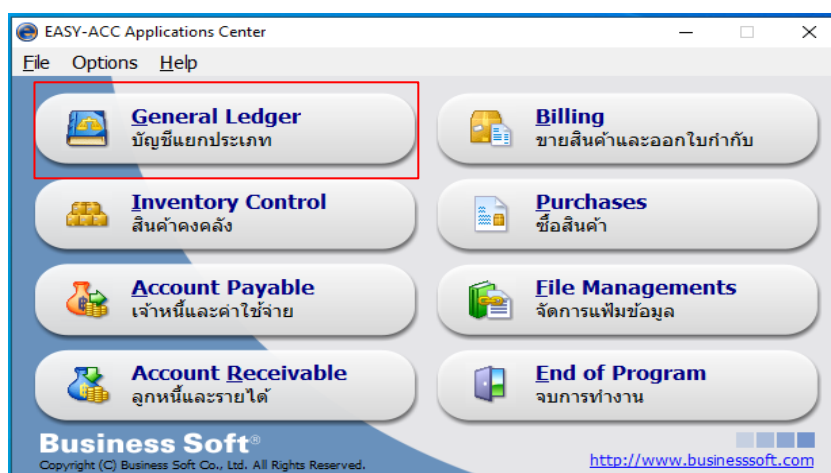 EASY-ACC Applications Center
File Options Help
General Ledger
บัญชีแยกประเภท
Billing
ขายสินค้าและออกใบกำกับ
Inventory Control
สินค้าคงคลัง
Purchases
ซื้อสินค้า
Account Payable
เจ้าหนี้และค่าใช้จ่าย
File Managements
จัดการแฟ้มข้อมูล
Account Receivable
ลูกหนี้และรายได้
End of Program
จบการทำงาน
Business Soft®
Copyright (C) Business Soft Co., Ltd. All Rights Reserved.
http://www.businesssoft.com